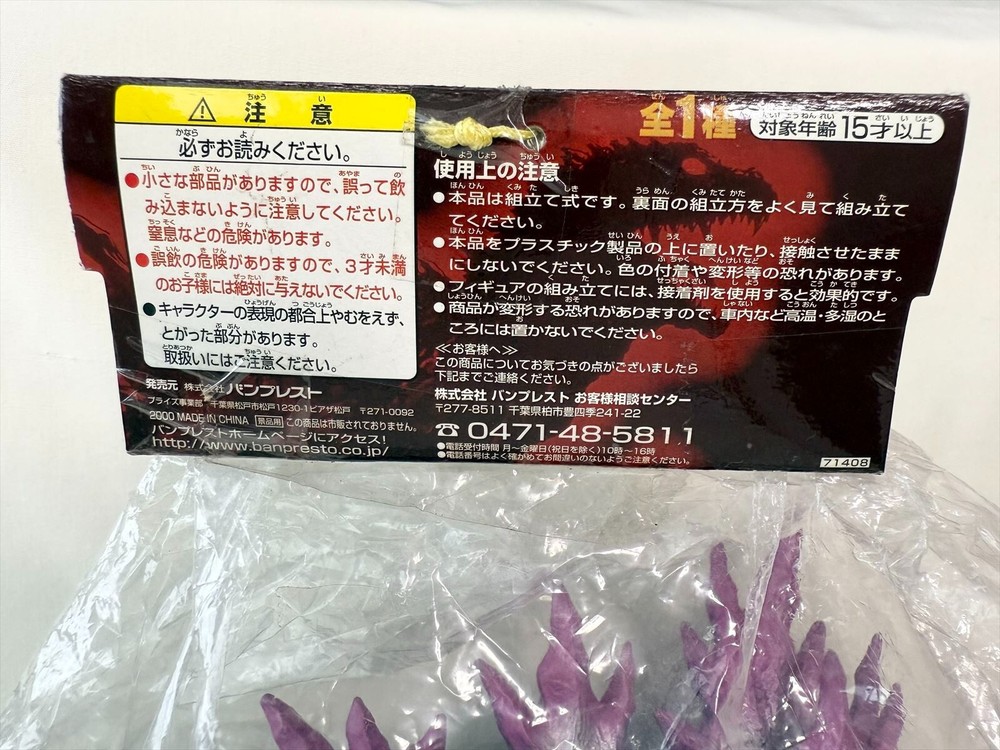 ⚠ 注意
必ずお読みください。
●小さな部品がありますので、誤って飲
み込まないように注意してください。
窒息などの危険があります。
●誤飲の危険がありますので、3才未満
のお子様には絶対に与えないでください。
●キャラクターの表現の都合上やむをえず、
とがった部分があります。
取扱いにはご注意ください。
発売元 株式会社 バンプレスト
プライズ事業部 千葉県松戸市松戸1230-1ピアザ松戸 〒271-0092
2000 MADE IN CHINA 景品用 この商品は市販されておりません。
バンプレストホームページにアクセス!
http://www.banpresto.co.jp/
全1種
対象年齢 15才以上
使用上の注意
●本品は組立て式です。裏面の組立方をよく見て組み立て
てください。
●本品をプラスチック製品の上に置いたり、接触させたまま
にしないでください。色の付着や変形等の恐れがあります。
●フィギュアの組み立てには、接着剤を使用すると効果的です。
●商品が変形する恐れがありますので、車内など高温・多湿のと
ころには置かないでください。
≪お客様へ≫
この商品についてお気づきの点がございましたら
下記までご連絡ください。
株式会社 バンプレスト お客様相談センター
〒277-8511 千葉県柏市豊四季241-22
☎ 0471-48-5811
●電話受付時間 月~金曜日(祝日を除く)10時~16時
●電話番号はよく確かめてお間違いのないようご注意ください。
71408